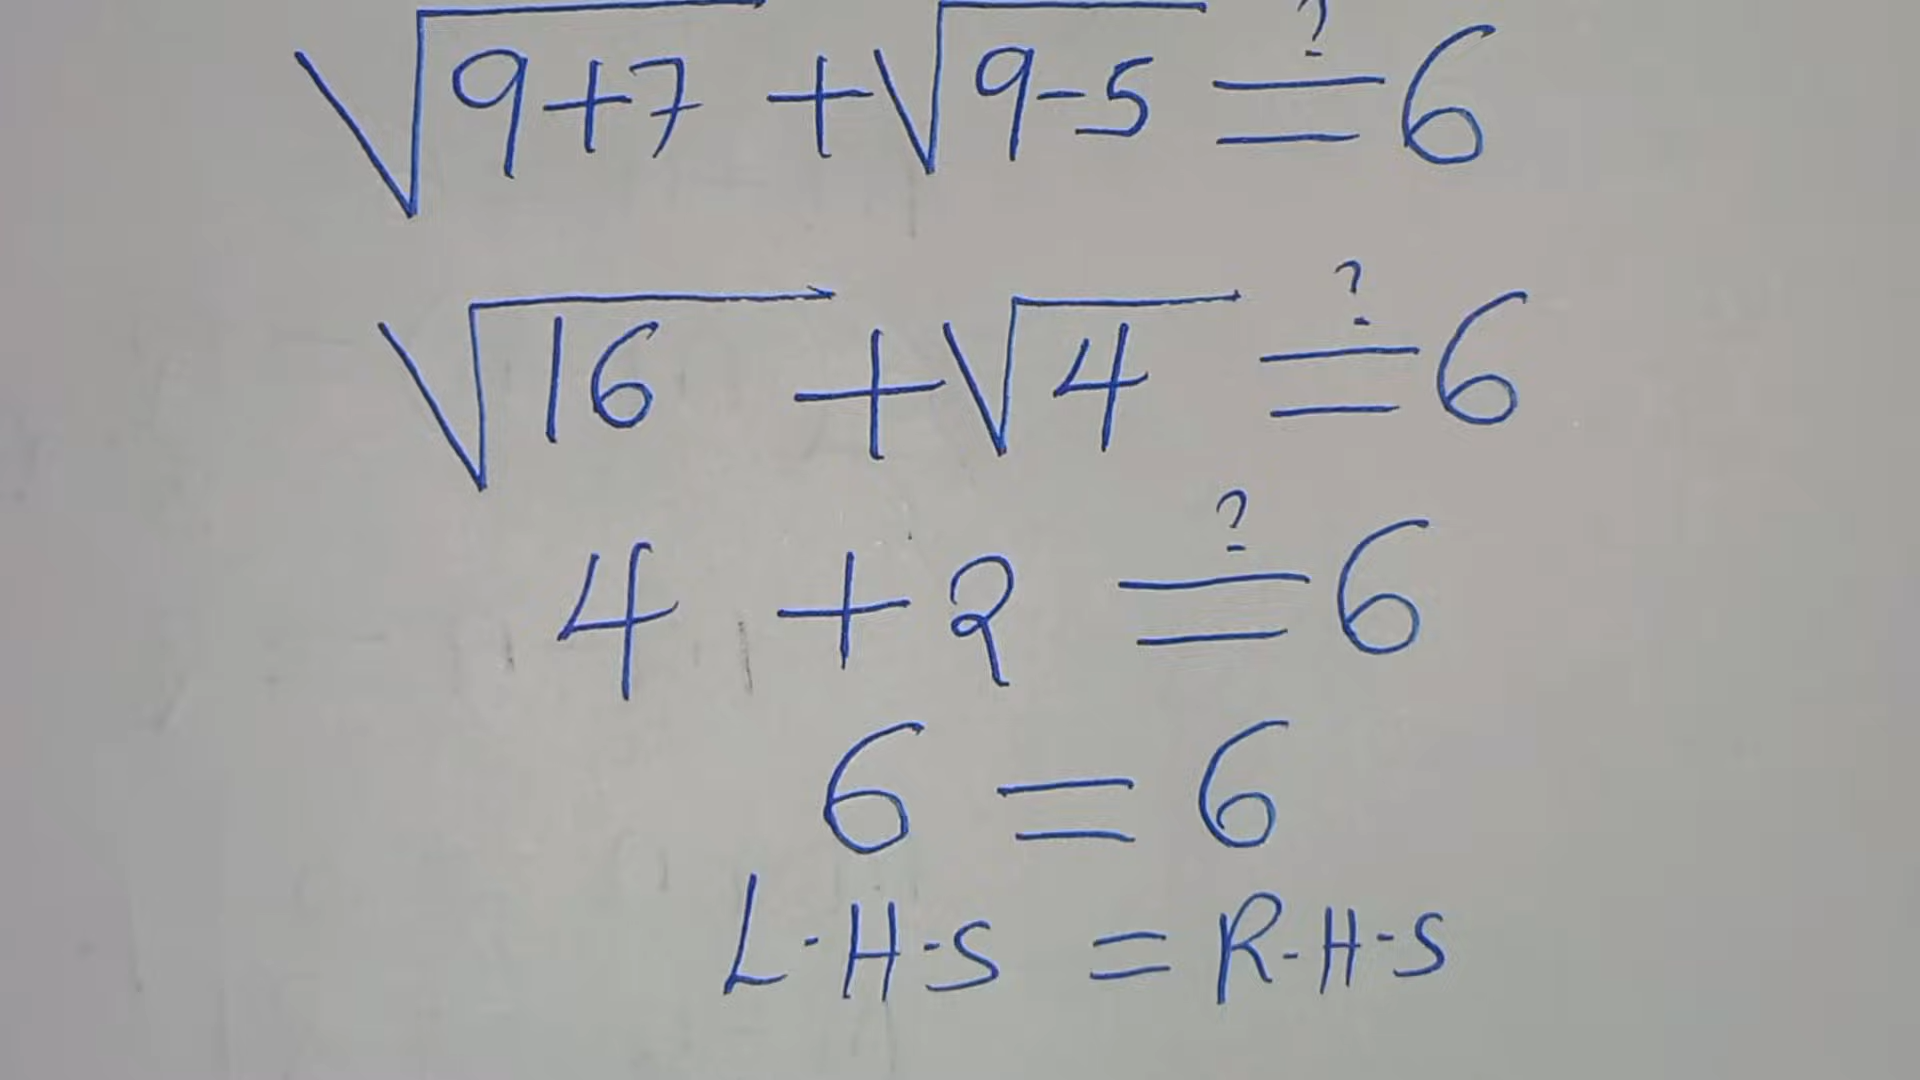 √9+7 + √9-5 ?= 6
√16 + √4 ?= 6
4 + 2 ?= 6
6 = 6
L.H.S = R.H.S